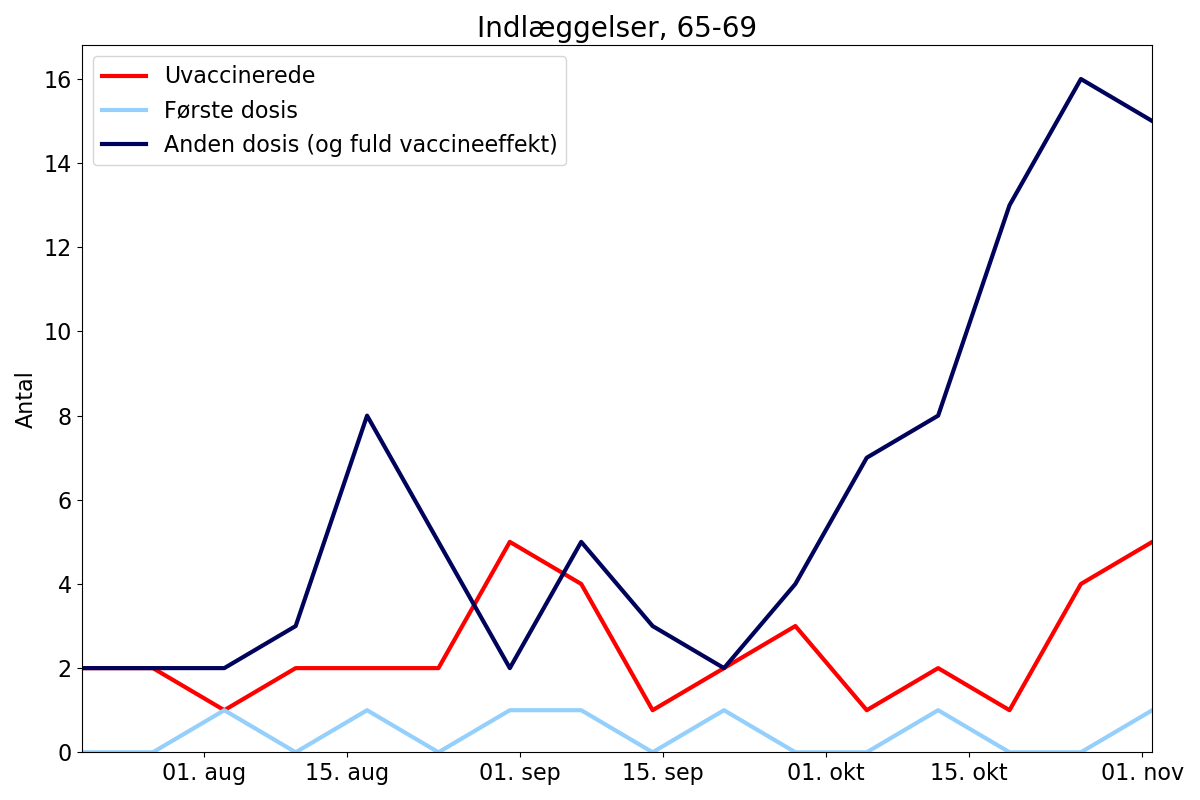 Indlæggelser, 65-69
Uvaccinerede
Første dosis
Anden dosis (og fuld vaccineeffekt)
Antal
16
14
12
10
8
6
4
2
0
01. aug 15. aug 01. sep 15. sep 01. okt 15. okt 01. nov